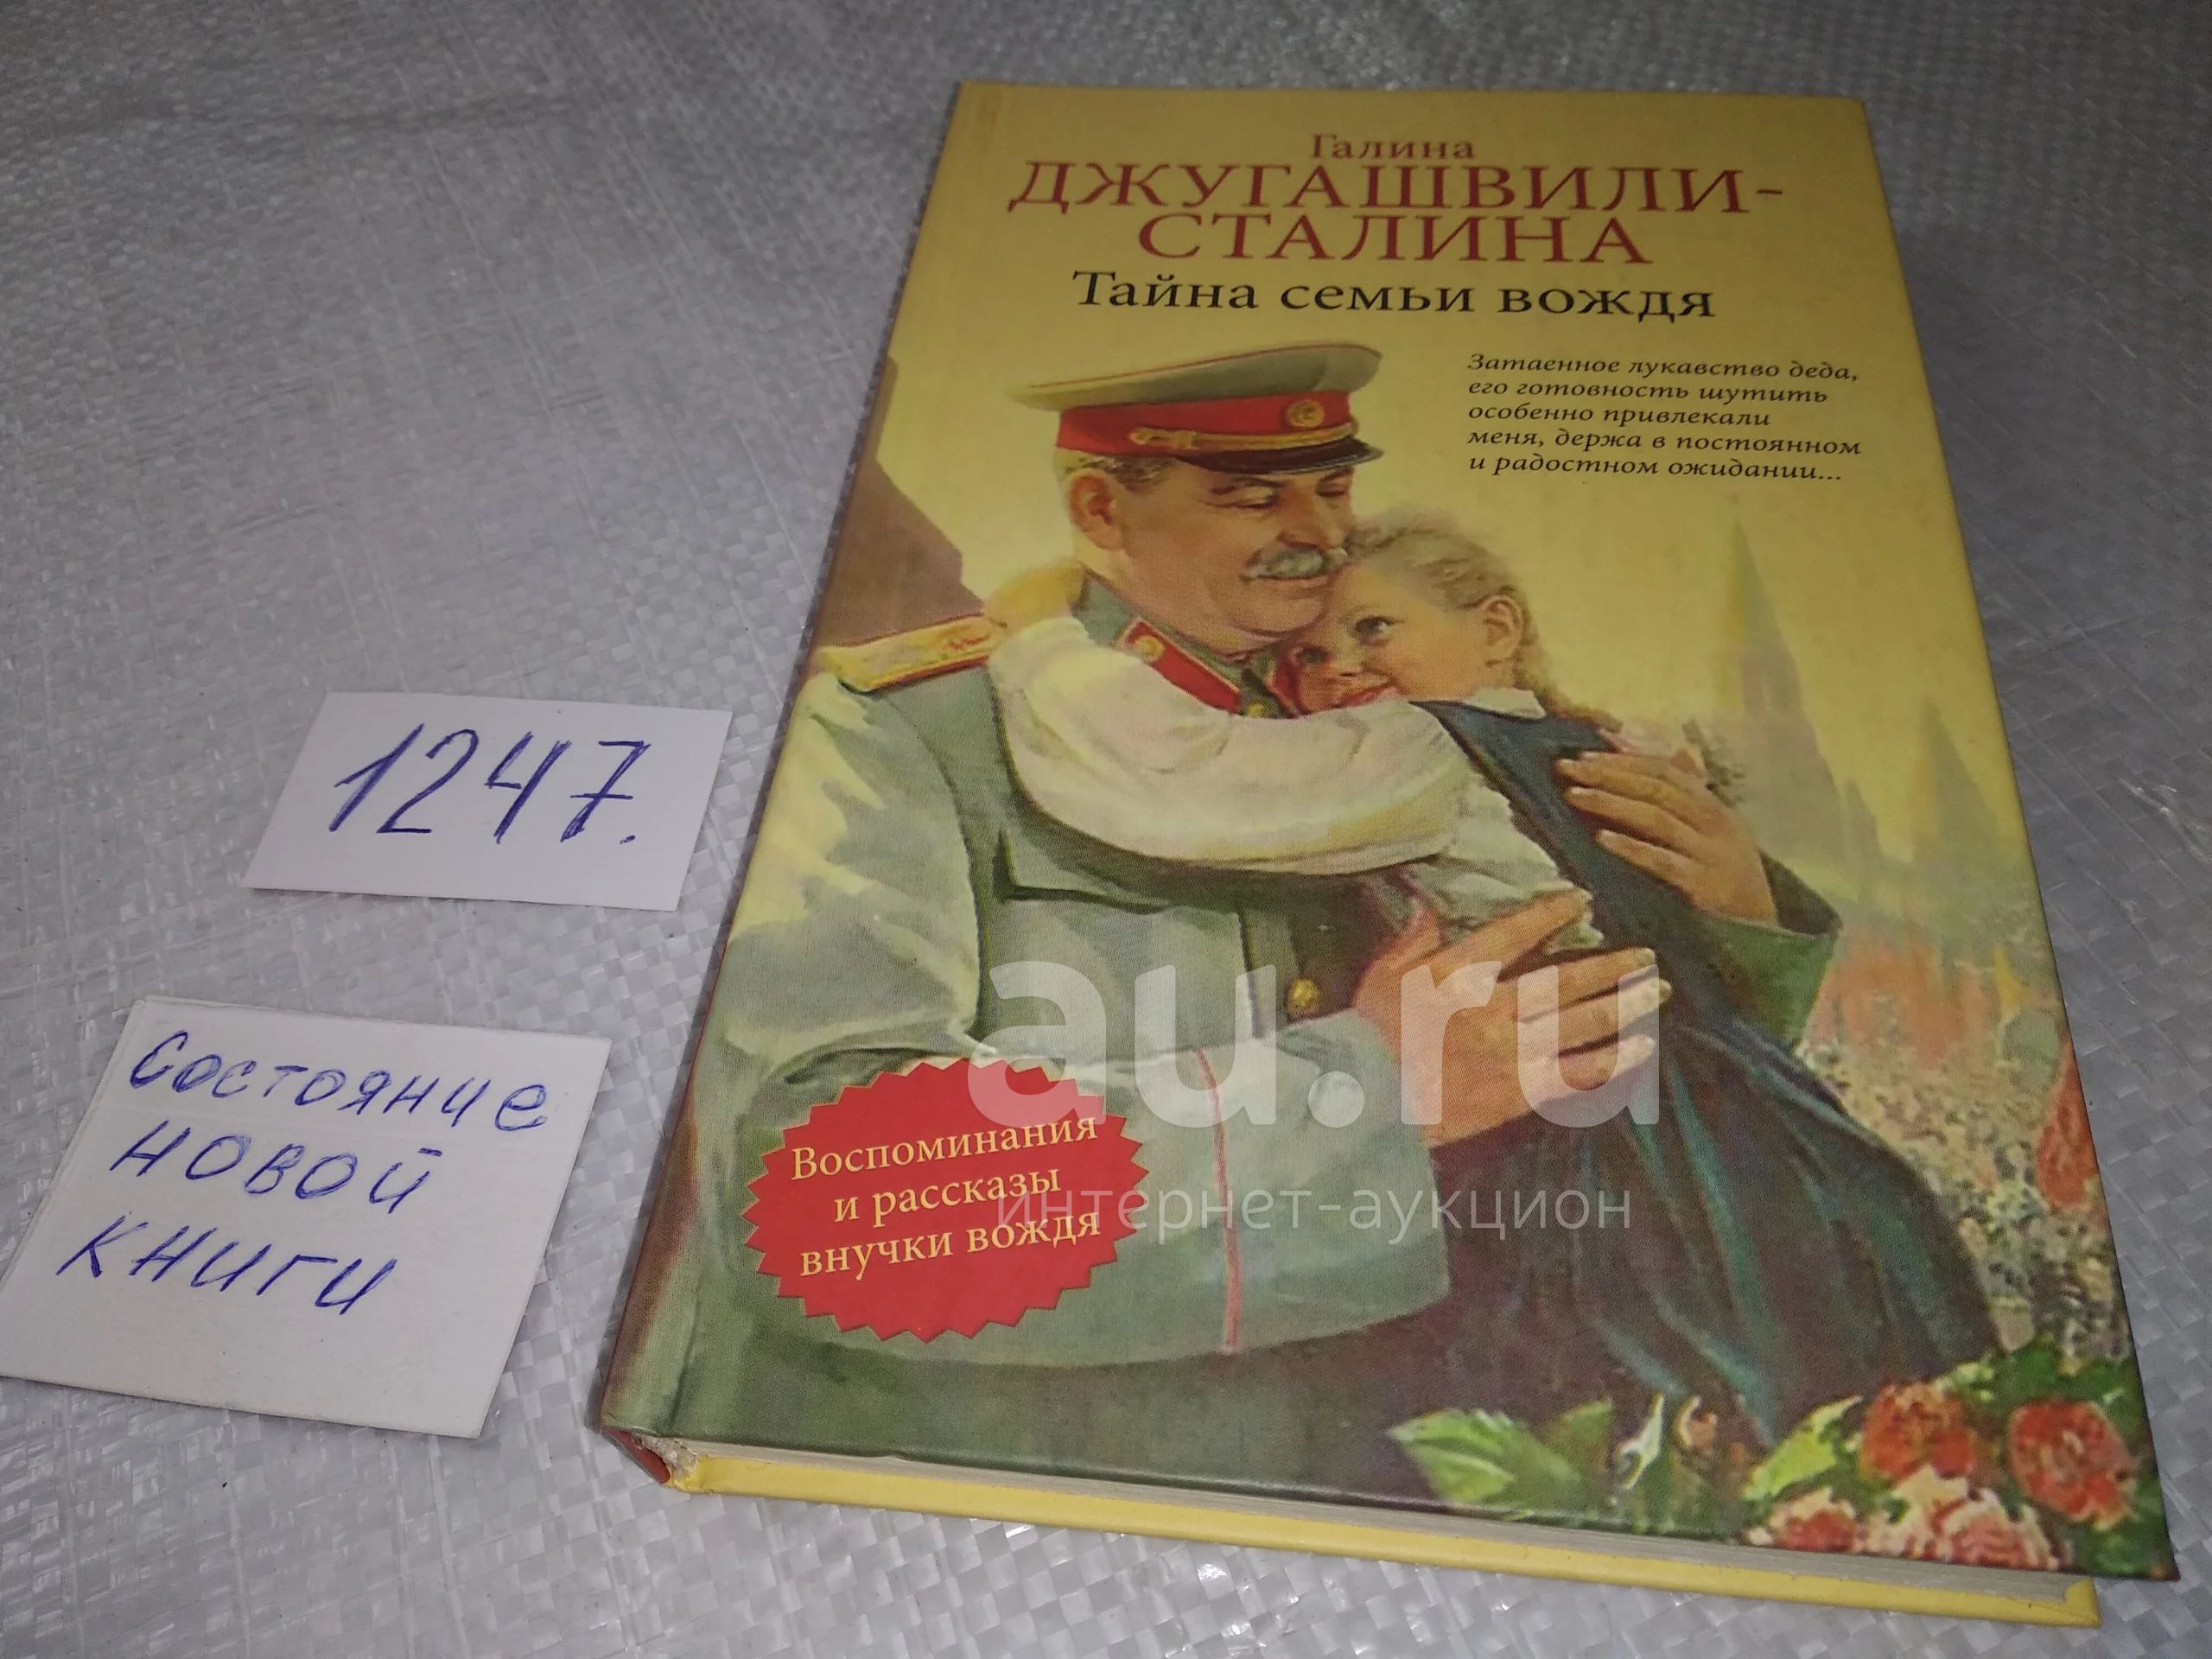 Галина
ДЖУГАШВИЛИ-
СТАЛИНА
Тайна семьи вождя
Затаенное лукавство деда,
его готовность шутить
особенно привлекали
меня, держа в постоянном
и радостном ожидании...
1247.
Состояние
новой
книги
au.ru
интернет-аукцион
Воспоминания
и рассказы
внучки вождя